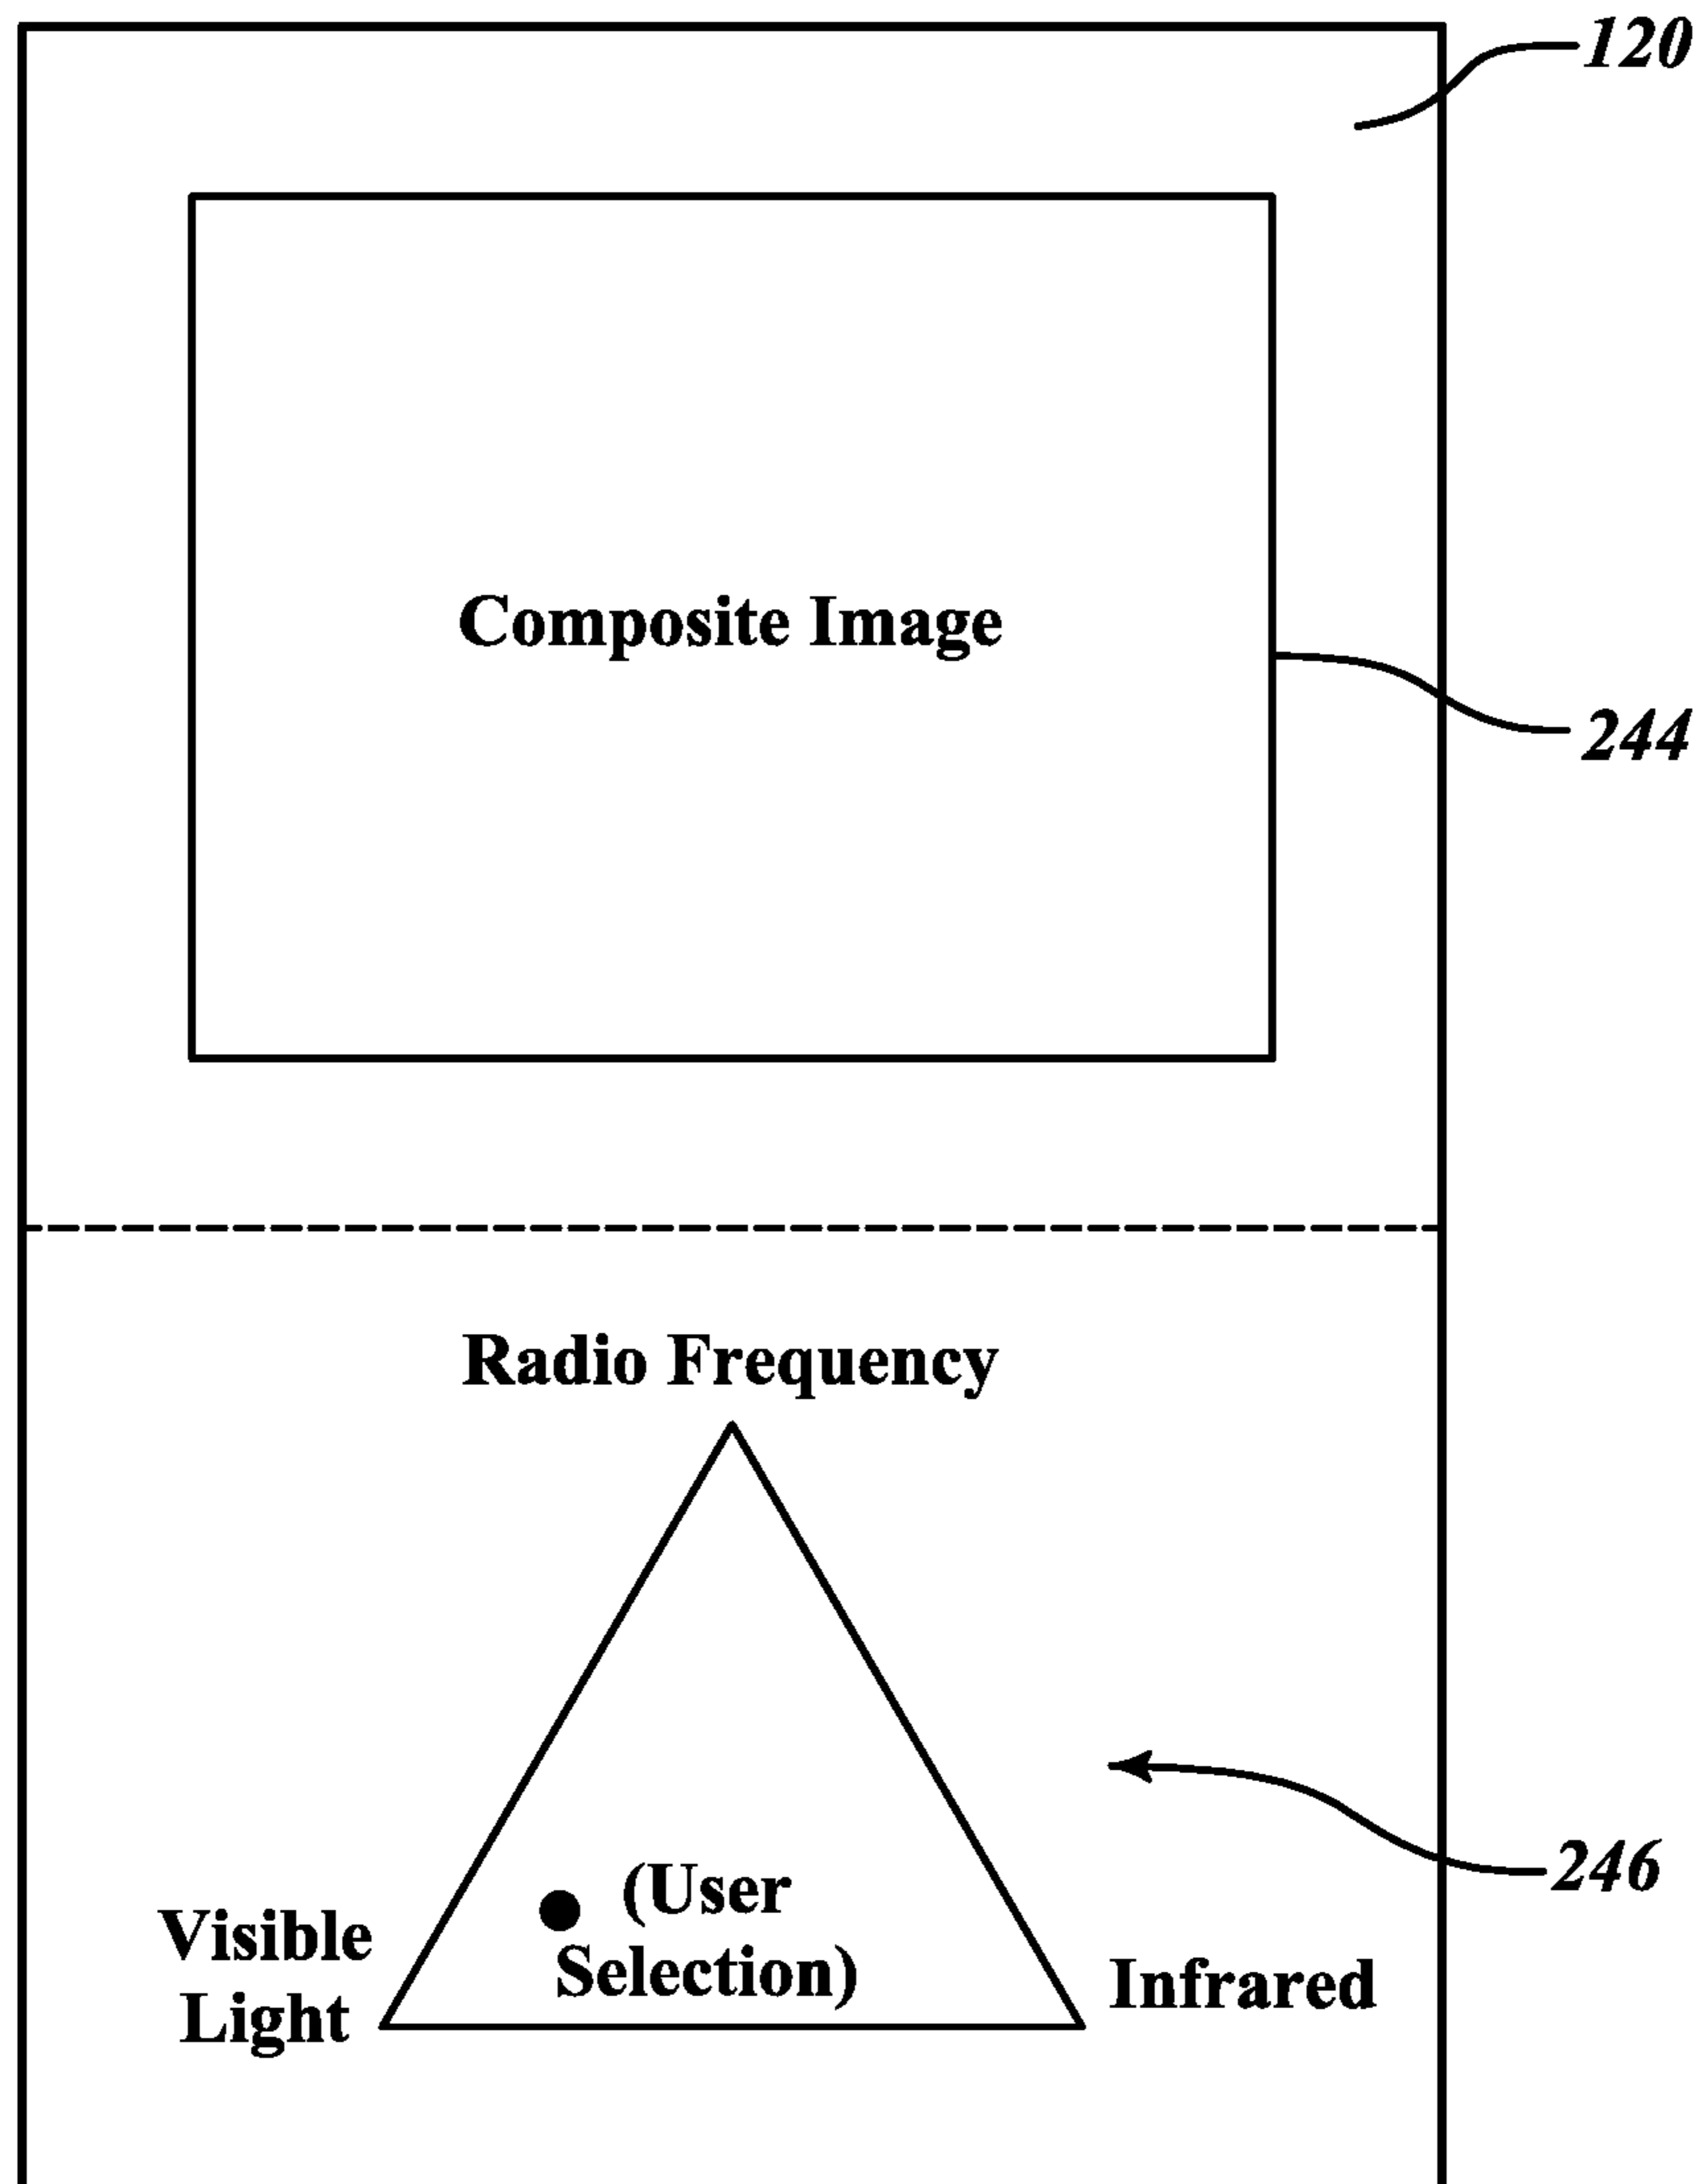 120
Composite Image
244
Radio Frequency
(User
Selection)
246
Visible
Light
Infrared